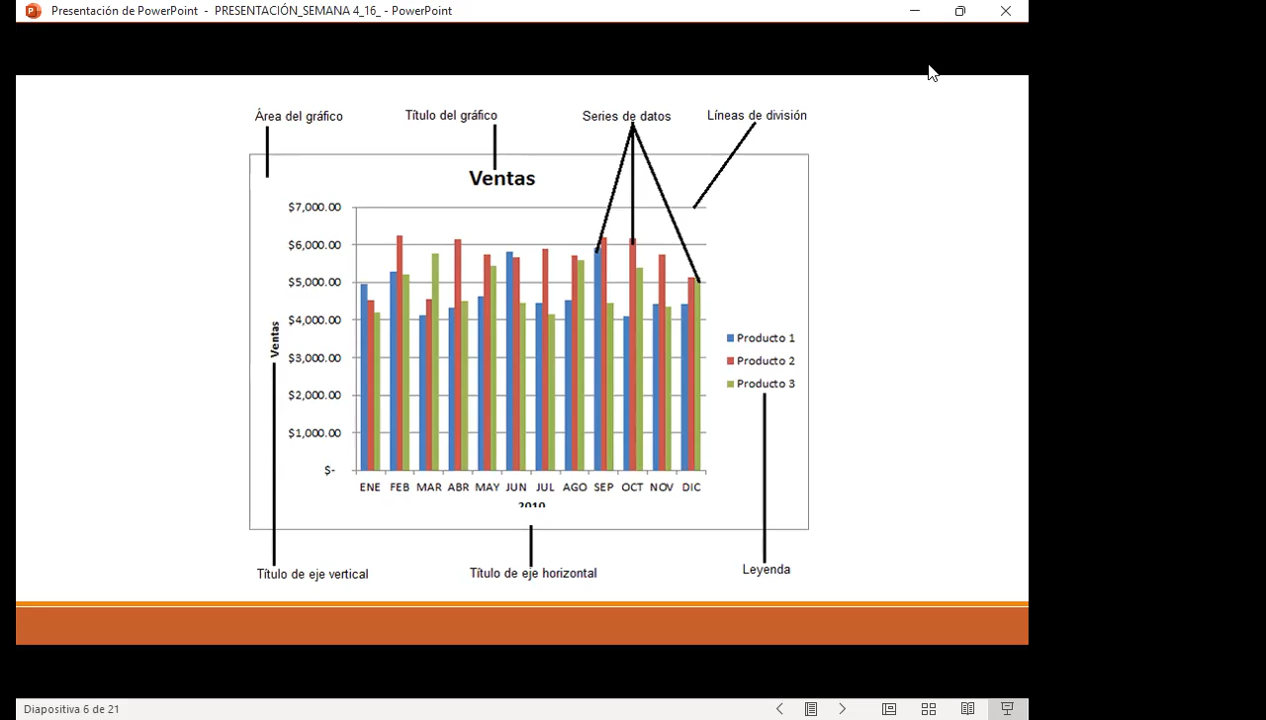 Presentación de PowerPoint - PRESENTACIÓN_SEMANA 4_16_ - PowerPoint
Área del gráfico
Título del gráfico
Series de datos
Líneas de división
Ventas
$7,000.00
$6,000.00
$5,000.00
$4,000.00
$3,000.00
$2,000.00
$1,000.00
$-
Ventas
Producto 1
Producto 2
Producto 3
ENE FEB MAR ABR MAY JUN JUL AGO SEP OCT NOV DIC
2010
Título de eje vertical
Título de eje horizontal
Leyenda
Diapositiva 6 de 21